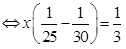 ⇔ x(1/25 − 1/30) = 1/3